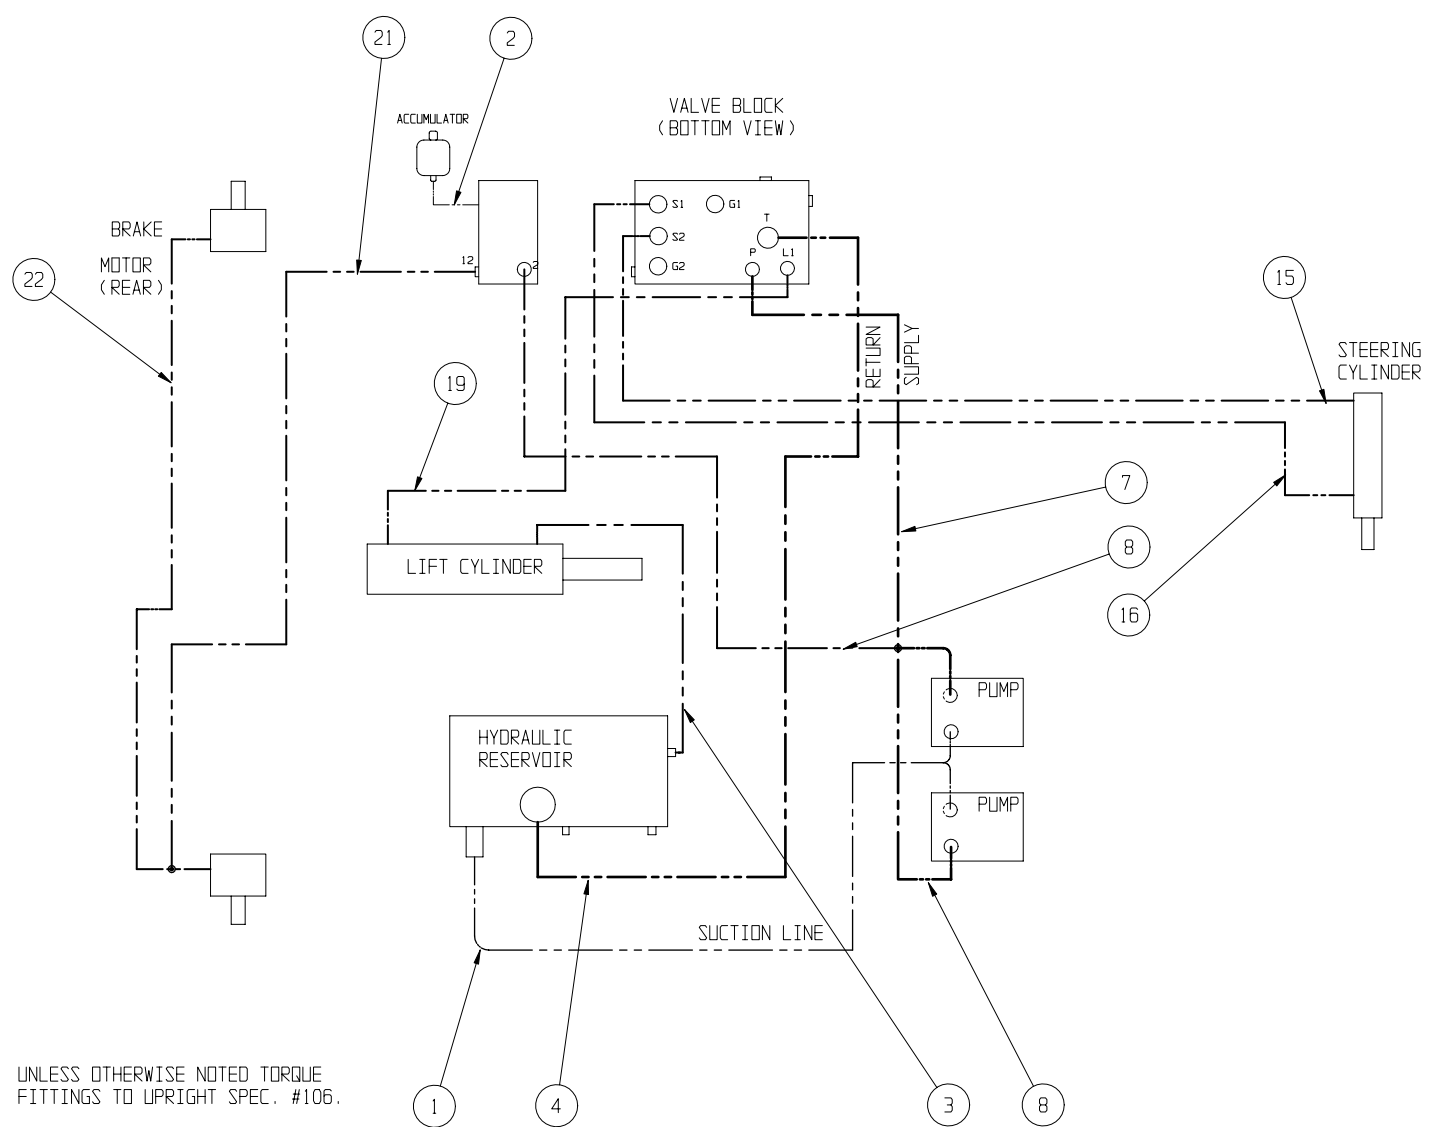 21
2
ACCUMULATOR
VALVE BLOCK
(BOTTOM VIEW)
S1
G1
T
S2
P
L1
G2
12
2
BRAKE
MOTOR
(REAR)
22
15
RETURN
SUPPLY
STEERING
CYLINDER
19
7
8
16
LIFT CYLINDER
PUMP
HYDRAULIC
RESERVOIR
PUMP
SUCTION LINE
UNLESS OTHERWISE NOTED TORQUE
FITTINGS TO UPRIGHT SPEC. #106.
1
4
3
8